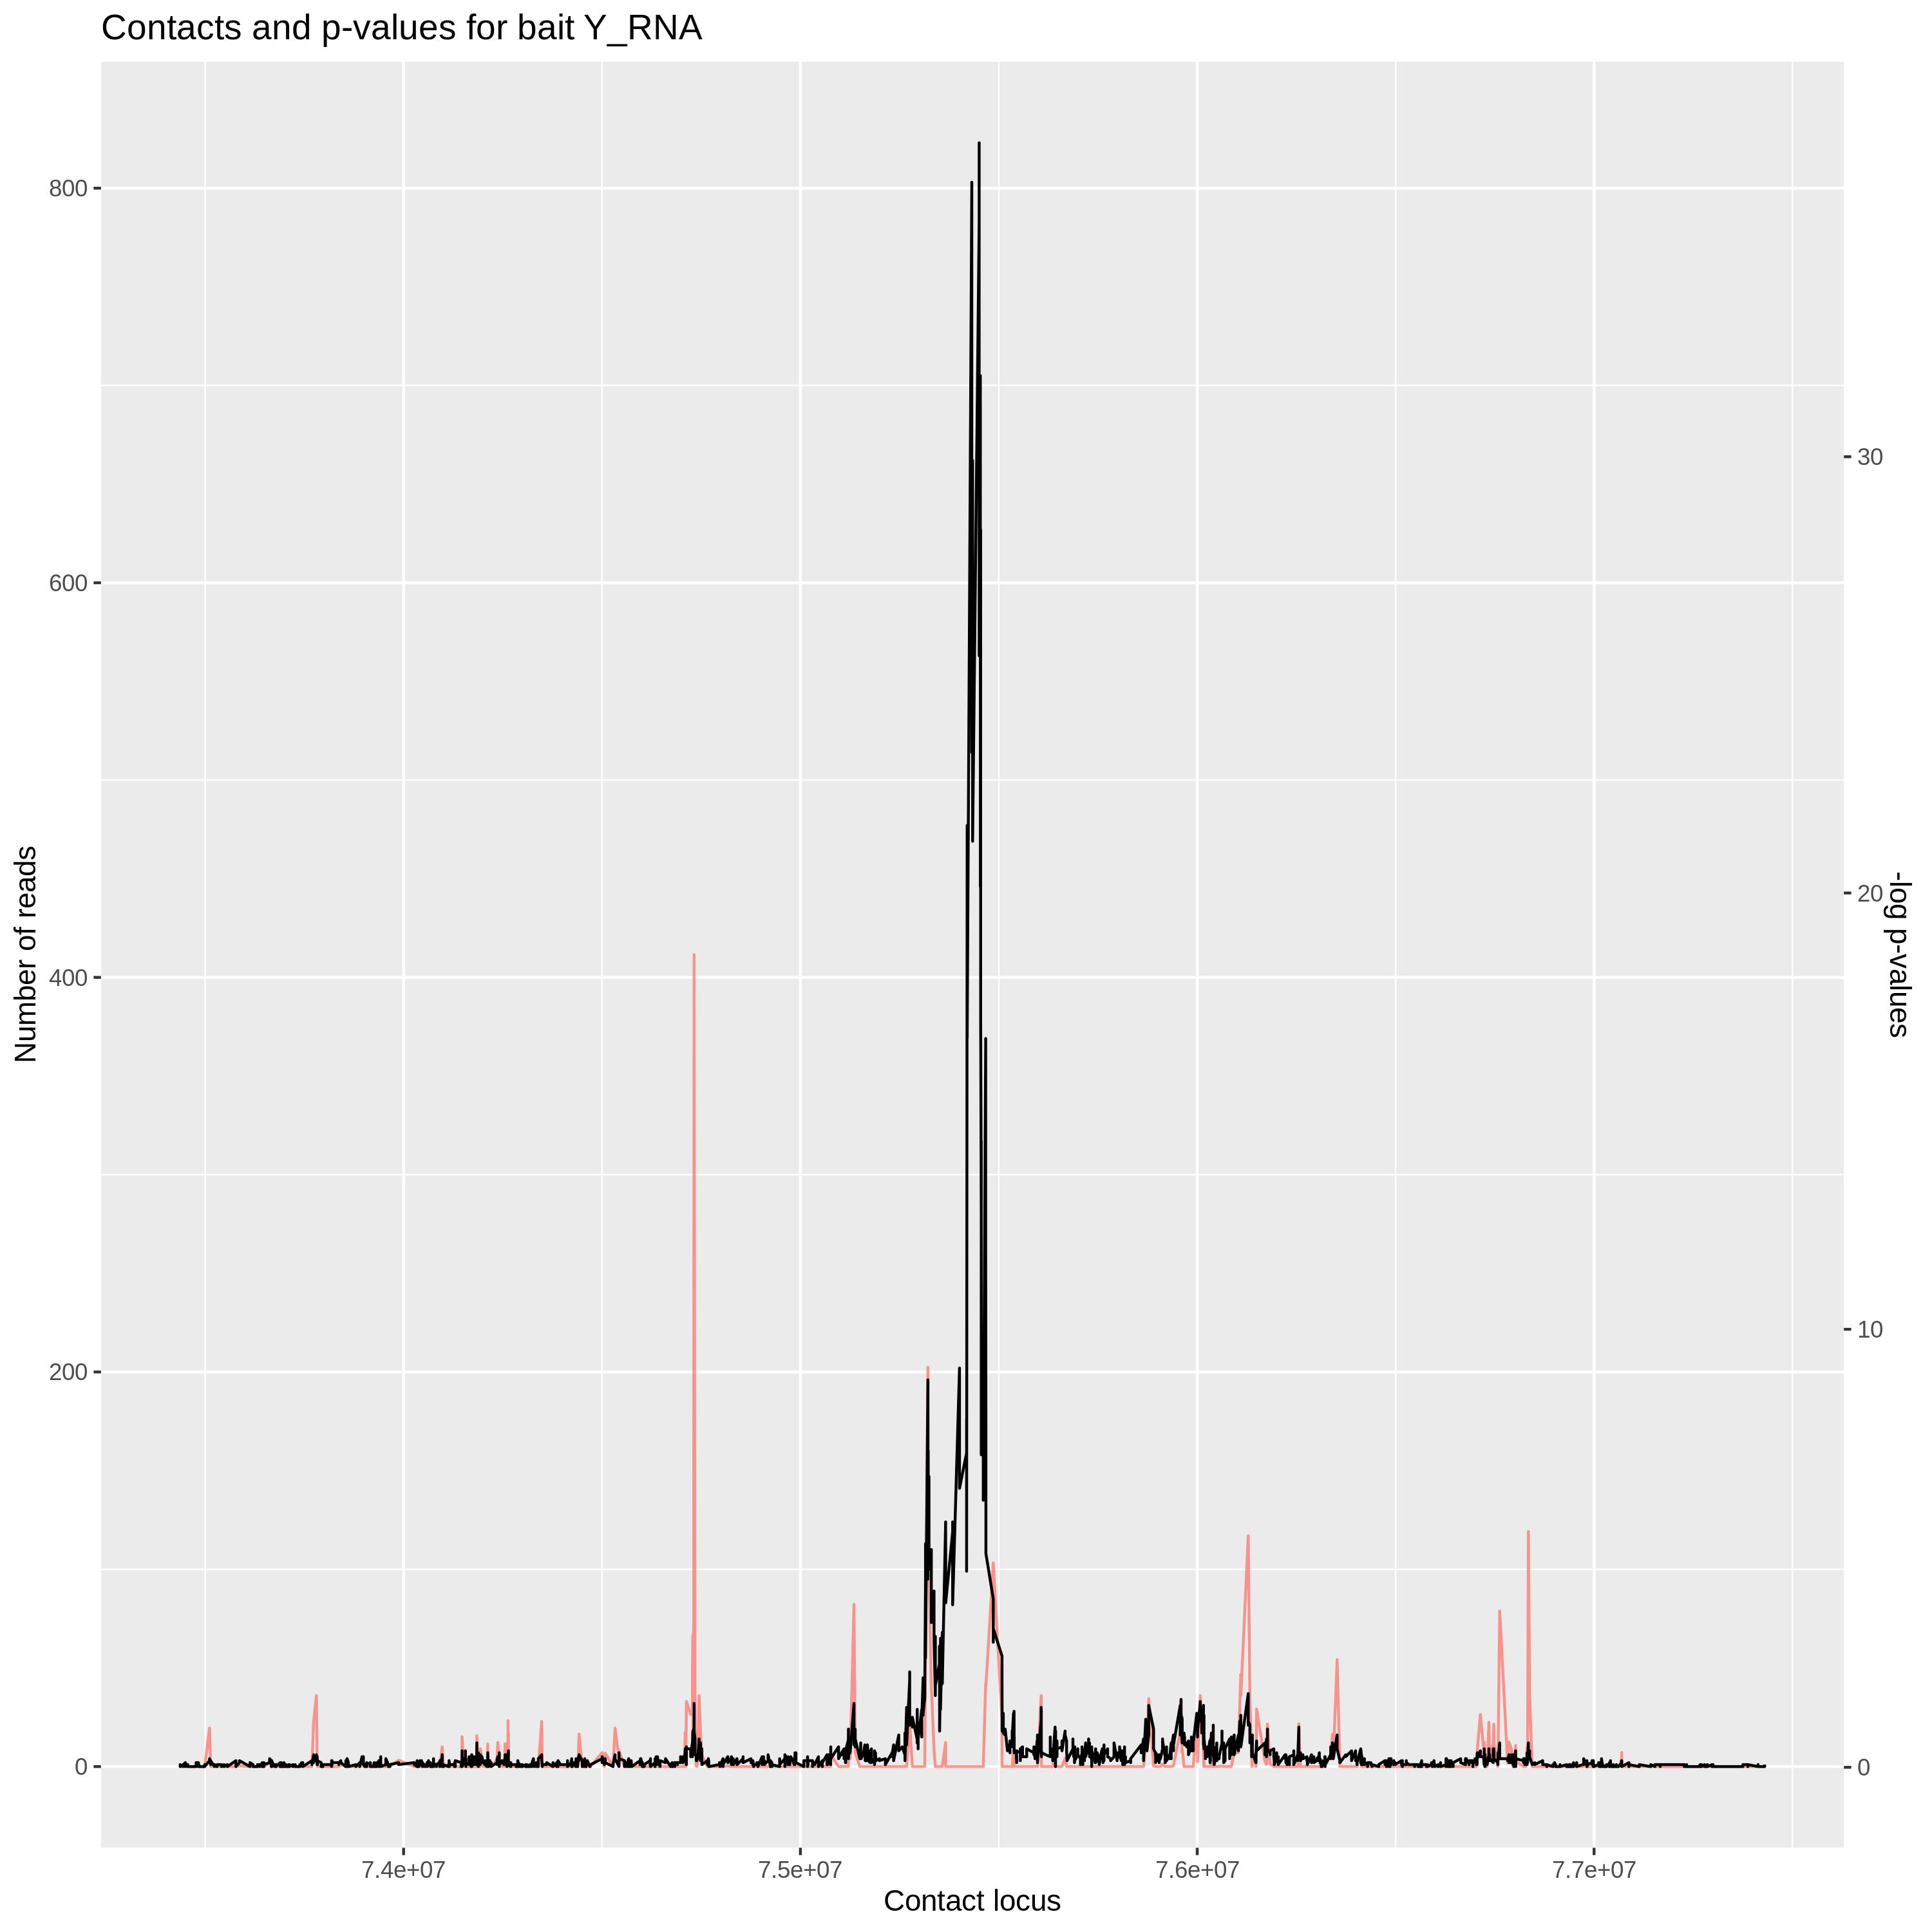 Contacts and p-values for bait Y_RNA
800
600
400
200
0
30
20
10
0
Number of reads
-log p-values
7.4e+07 7.5e+07 7.6e+07 7.7e+07
Contact locus